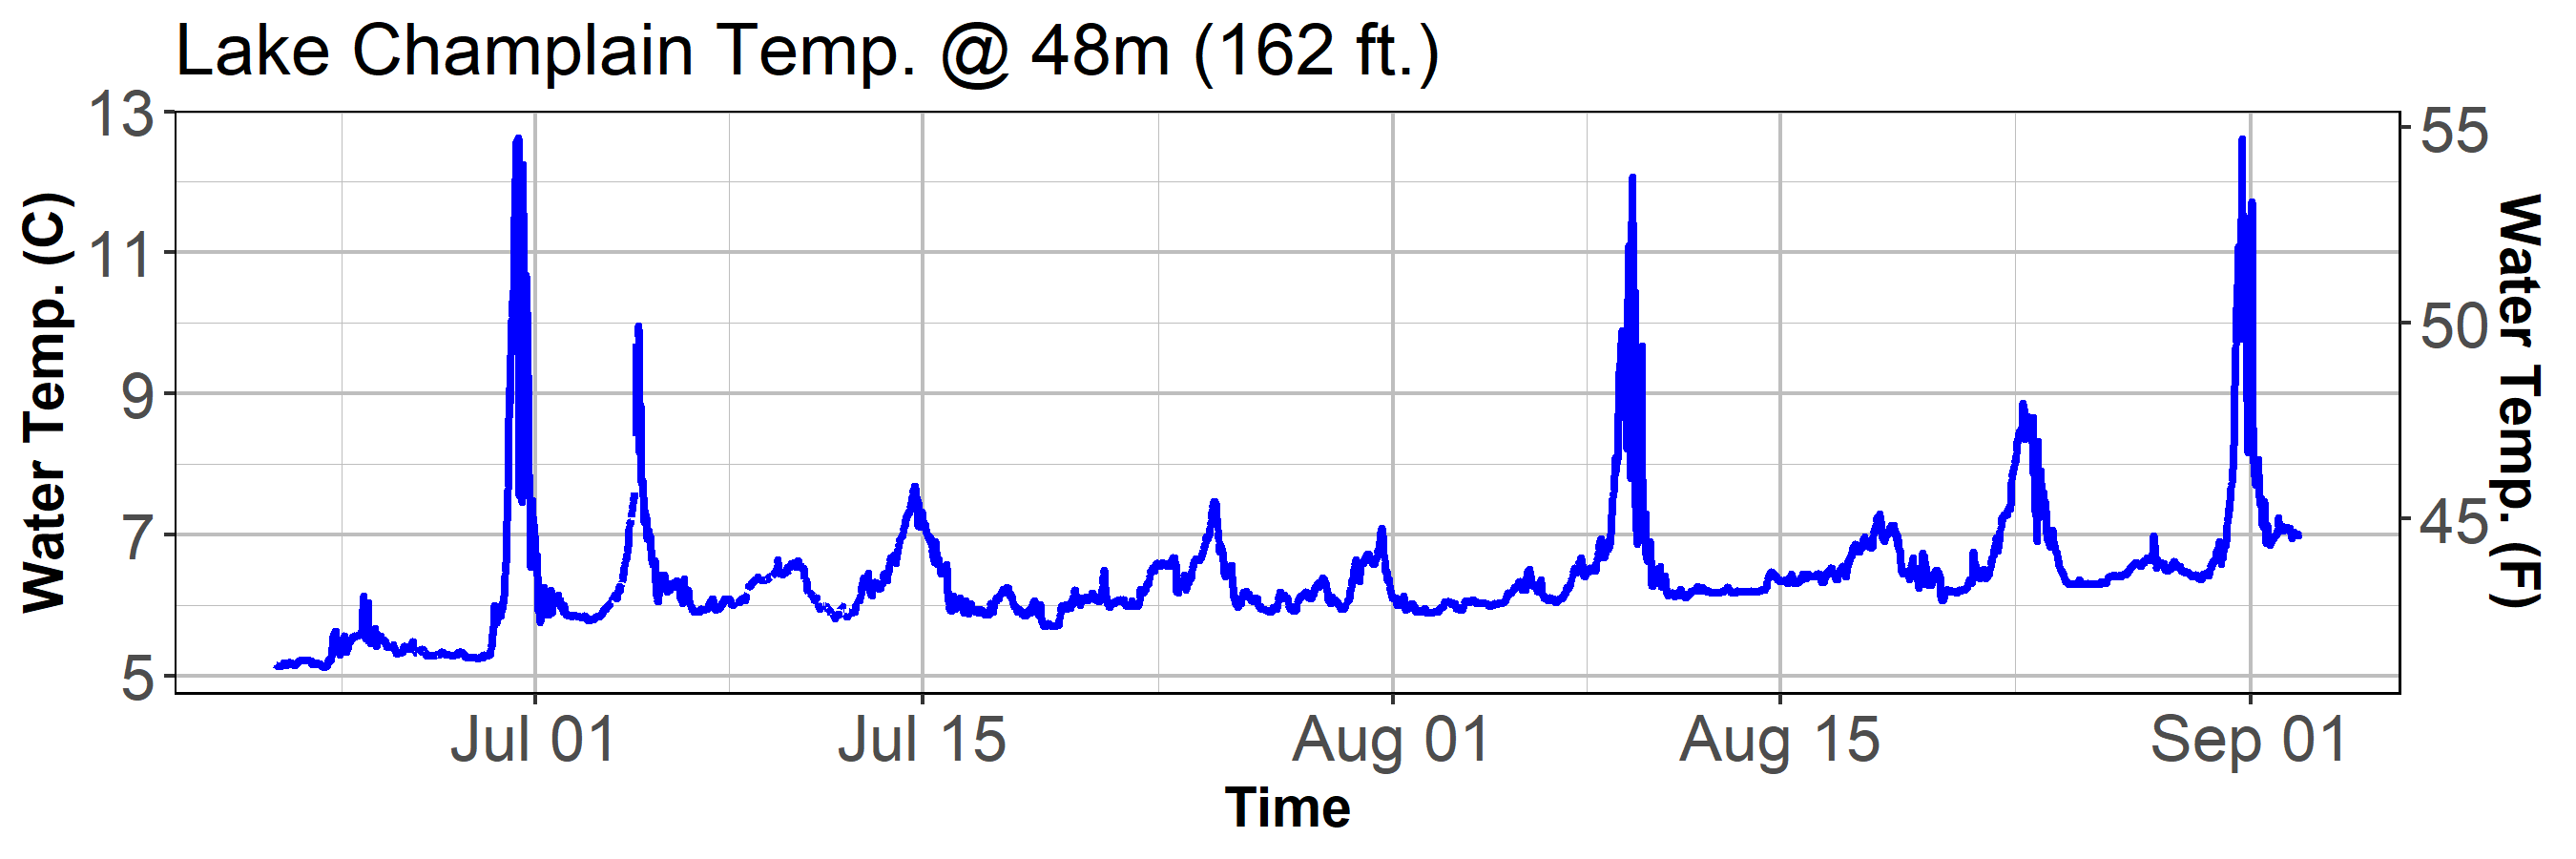 Lake Champlain Temp. @ 48m (162 ft.)
13
11
9
7
5
Water Temp. (C)
55
50
45
Water Temp. (F)
Jul 01
Jul 15
Aug 01
Aug 15
Sep 01
Time